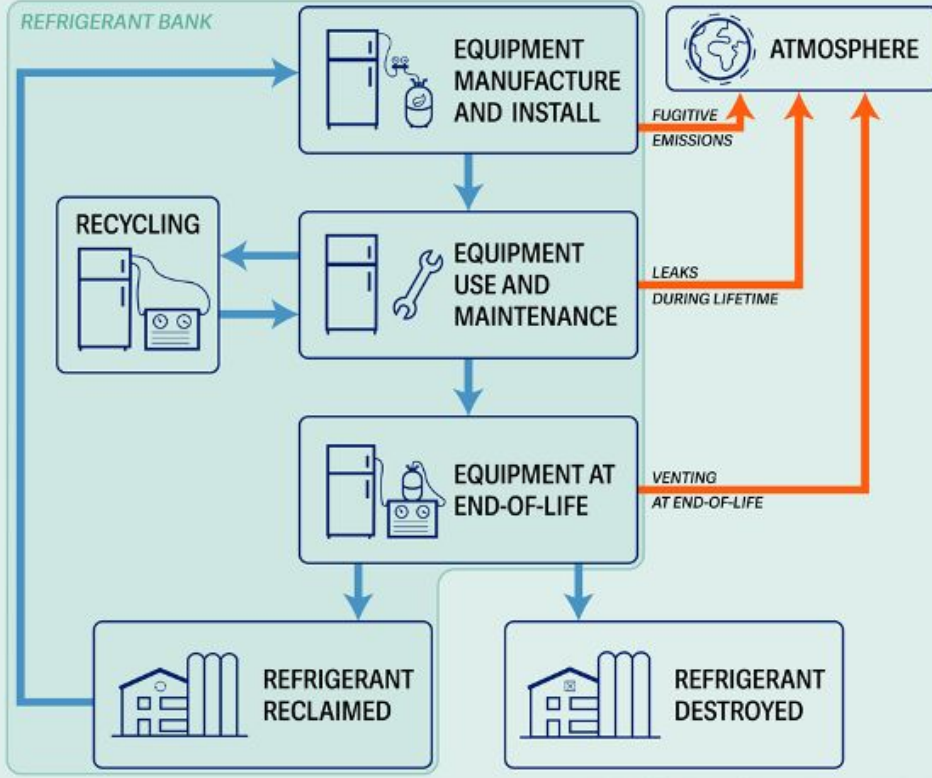 REFRIGERANT BANK
EQUIPMENT
MANUFACTURE
AND INSTALL
ATMOSPHERE
FUGITIVE
EMISSIONS
RECYCLING
EQUIPMENT
USE AND
MAINTENANCE
LEAKS
DURING LIFETIME
EQUIPMENT AT
END-OF-LIFE
VENTING
AT END-OF-LIFE
REFRIGERANT
RECLAIMED
REFRIGERANT
DESTROYED